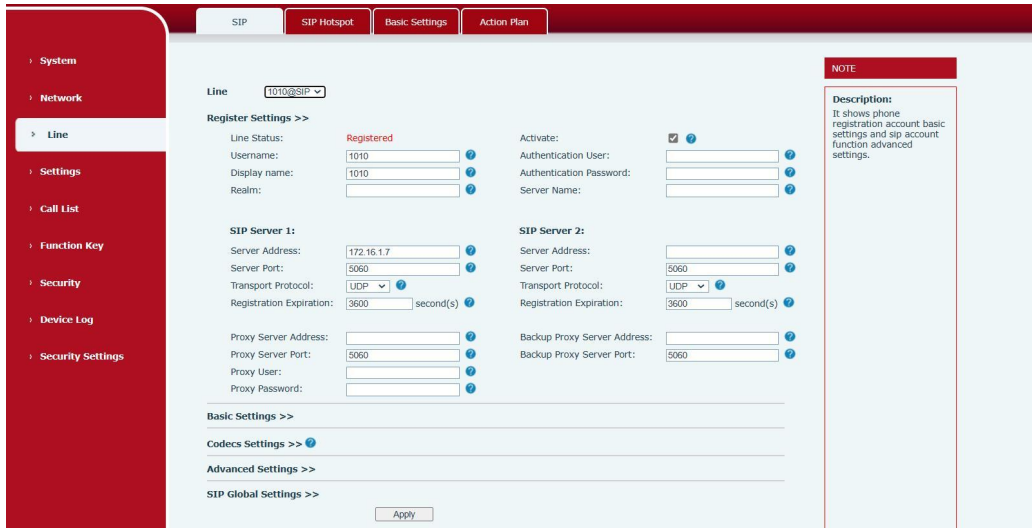 SIP SIP Hotspot Basic Settings Action Plan
› System
› Network
› Line
› Settings
› Call List
› Function Key
› Security
› Device Log
› Security Settings
Line 1010@SIP
Register Settings >>
Line Status: Registered Activate: ?
Username: 1010 ? Authentication User: ?
Display name: 1010 ? Authentication Password: ?
Realm: ? Server Name: ?
SIP Server 1: SIP Server 2:
Server Address: 172.16.1.7 ? Server Address: ?
Server Port: 5060 ? Server Port: 5060 ?
Transport Protocol: UDP ? Transport Protocol: UDP ?
Registration Expiration: 3600 second(s) ? Registration Expiration: 3600 second(s) ?
Proxy Server Address: ? Backup Proxy Server Address: ?
Proxy Server Port: 5060 ? Backup Proxy Server Port: 5060 ?
Proxy User: ?
Proxy Password: ?
Basic Settings >>
Codecs Settings >> ?
Advanced Settings >>
SIP Global Settings >>
Apply
NOTE
Description:
It shows phone
registration account basic
settings and sip account
function advanced
settings.